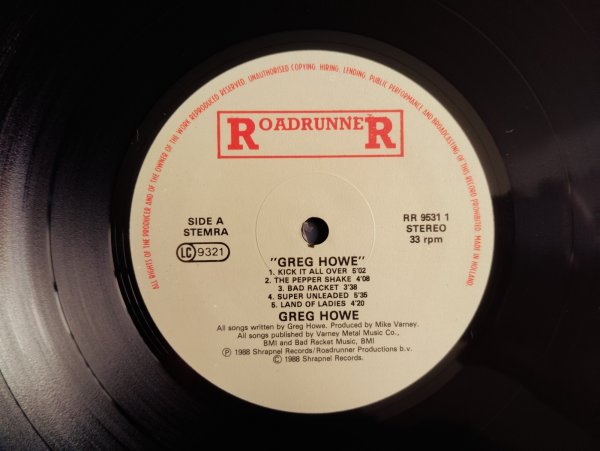 ALL RIGHTS OF THE PRODUCER AND OF THE OWNER OF THE WORK REPRODUCED RESERVED. UNAUTHORISED COPYING, HIRING, LENDING, PUBLIC PERFORMANCE AND BROADCASTING OF THIS RECORD PROHIBITED. MADE IN HOLLAND.
ROADRUNNER
SIDE A
STEMRA
LC 9321
RR 9531 1
STEREO
33 rpm
"GREG HOWE"
1. KICK IT ALL OVER 5'02
2. THE PEPPER SHAKE 4'08
3. BAD RACKET 3'38
4. SUPER UNLEADED 5'35
5. LAND OF LADIES 4'20
GREG HOWE
All songs written by Greg Howe. Produced by Mike Varney.
All songs published by Varney Metal Music Co.,
BMI and Bad Racket Music, BMI
Ⓟ 1988 Shrapnel Records/Roadrunner Productions b.v.
© 1988 Shrapnel Records.